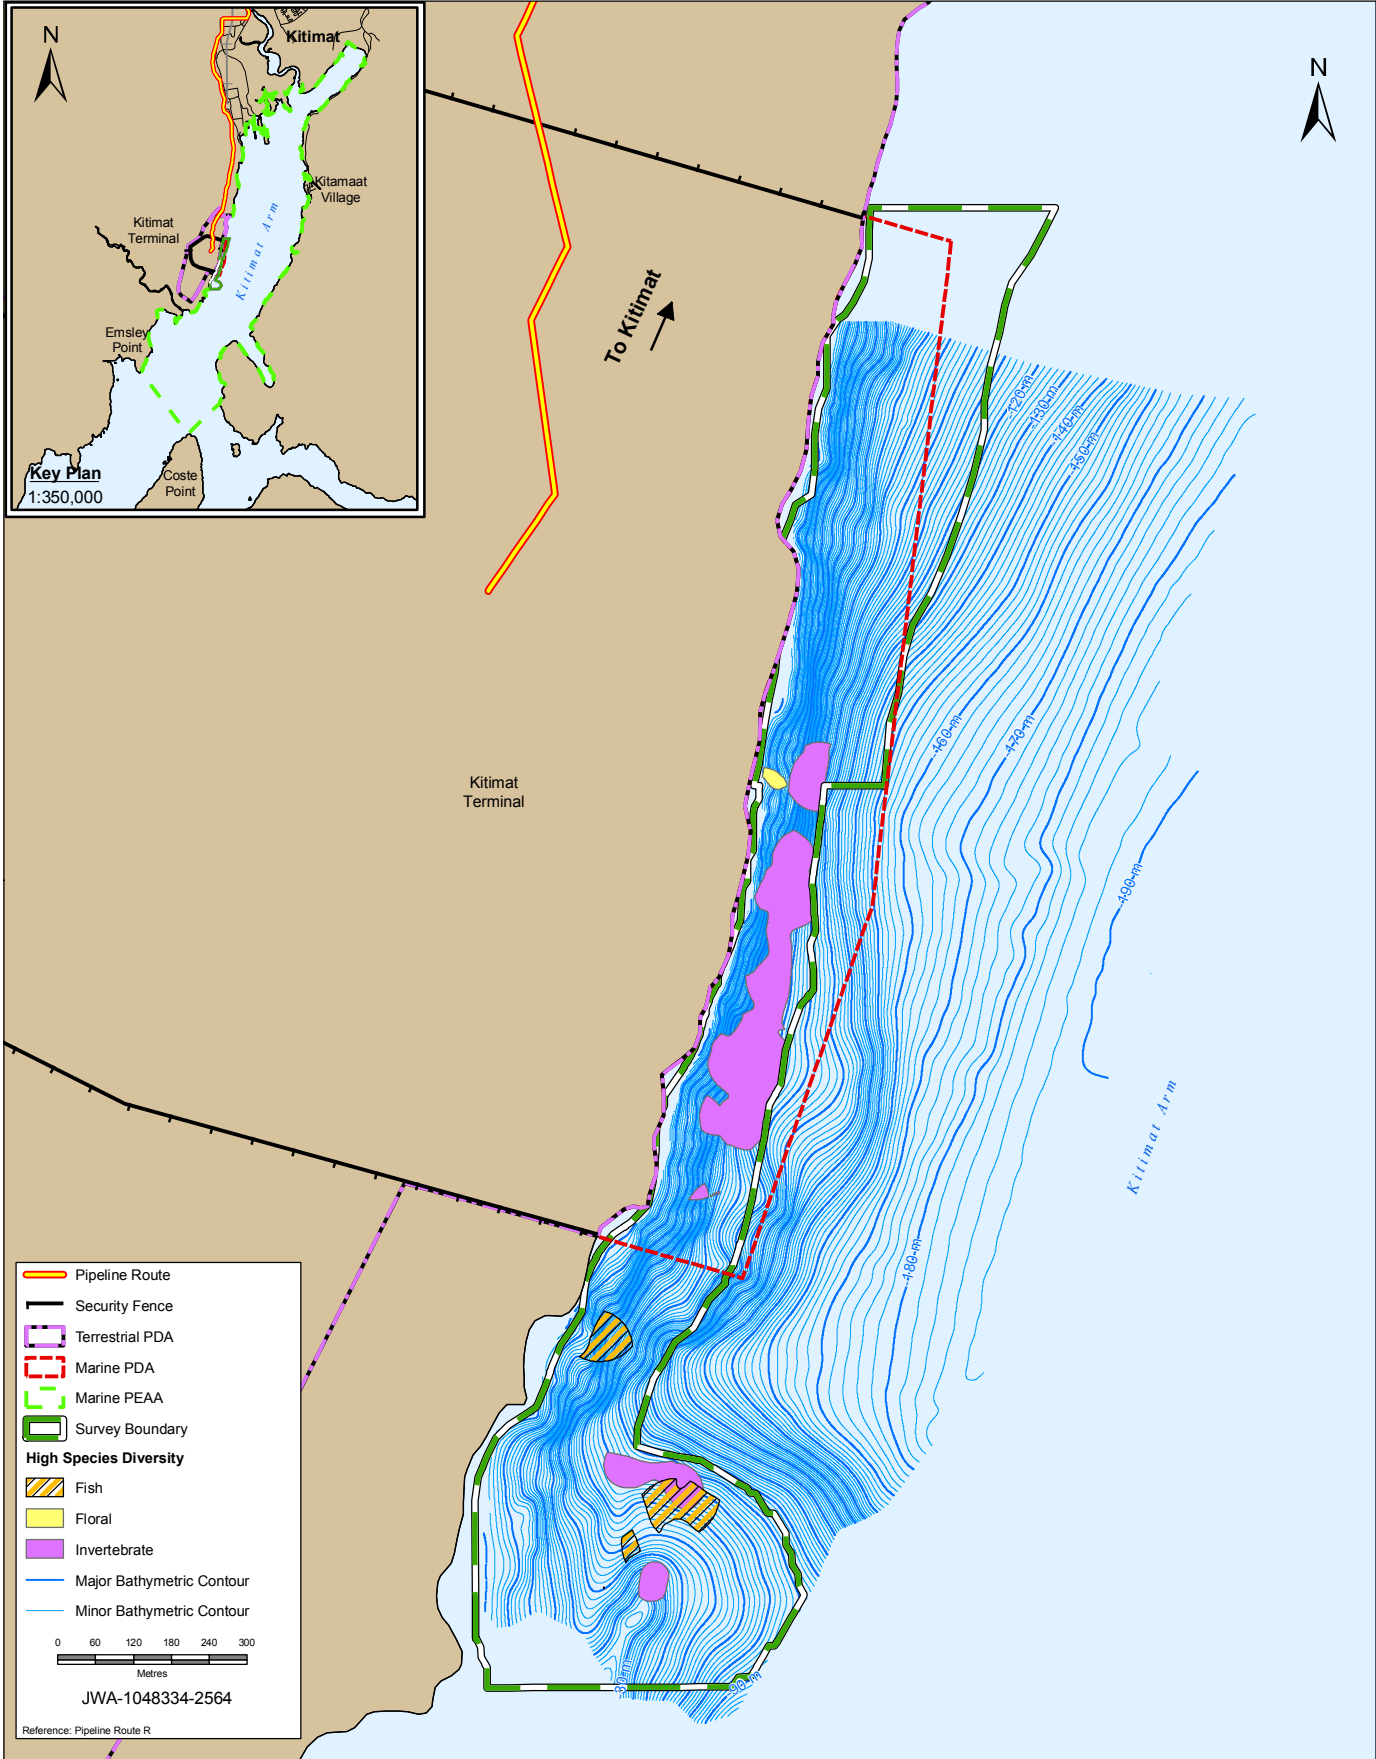 N
Kitimat
Kitamaat
Village
Kitimat
Terminal
Kitimat Arm
Emsley
Point
Key Plan
1:350,000
Coste
Point
N
To Kitimat
-120-m
-130-m
-140-m
-150-m
-160-m
-170-m
Kitimat
Terminal
-190-m
Kitimat Arm
-180-m
-90-m
Pipeline Route
Security Fence
Terrestrial PDA
Marine PDA
Marine PEAA
Survey Boundary
High Species Diversity
Fish
Floral
Invertebrate
Major Bathymetric Contour
Minor Bathymetric Contour
0 60 120 180 240 300
Metres
JWA-1048334-2564
Reference: Pipeline Route R